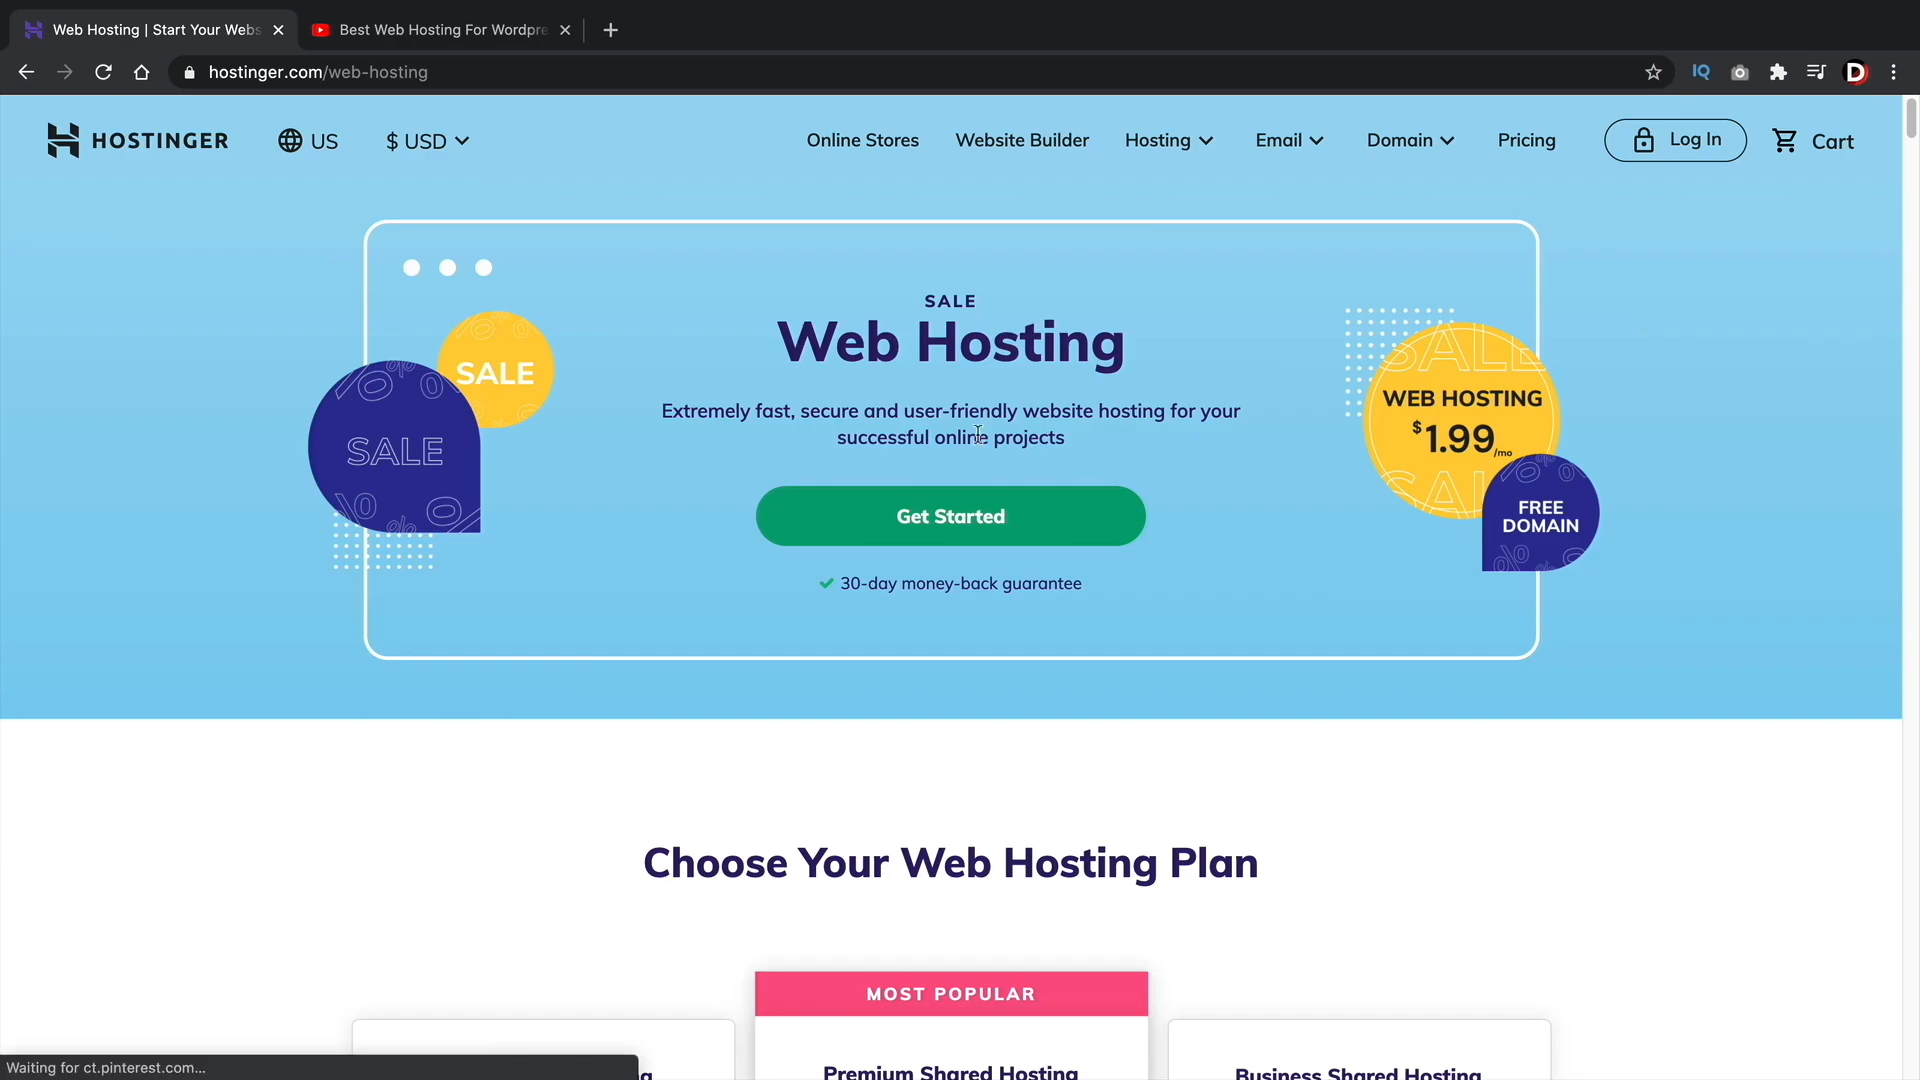 Web Hosting | Start Your Webs
Best Web Hosting For Wordpre
hostinger.com/web-hosting
IQ
D
HOSTINGER
US
$ USD
Online Stores
Website Builder
Hosting
Email
Domain
Pricing
Log In
Cart
SALE
Web Hosting
Extremely fast, secure and user-friendly website hosting for your
successful online projects
Get Started
30-day money-back guarantee
SALE
SALE
SALE
WEB HOSTING
$1.99/mo
SAL
FREE
DOMAIN
Choose Your Web Hosting Plan
MOST POPULAR
Premium Shared Hosting
Business Shared Hosting
Waiting for ct.pinterest.com...